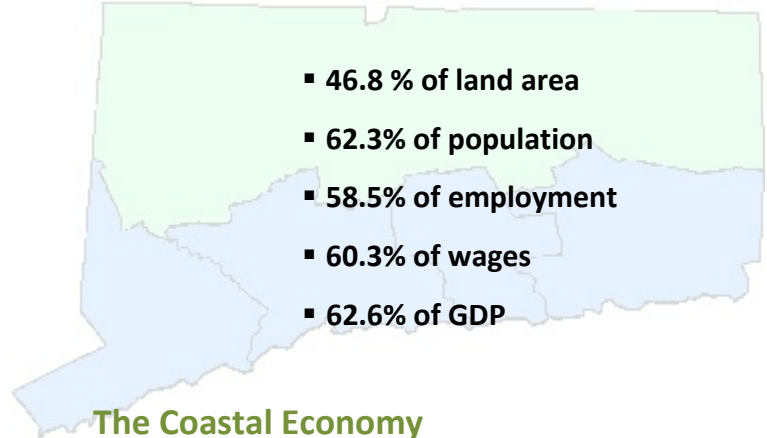 ▪ 46.8 % of land area
▪ 62.3% of population
▪ 58.5% of employment
▪ 60.3% of wages
▪ 62.6% of GDP
The Coastal Economy